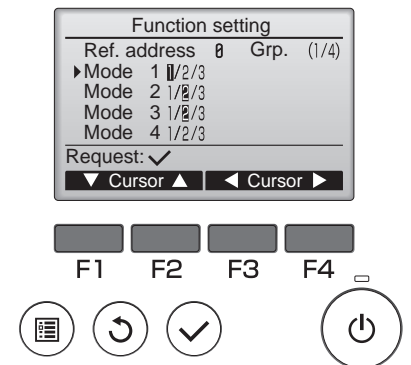 Function setting
Ref. address 0 Grp. (1/4)
Mode 1 1/2/3
Mode 2 1/2/3
Mode 3 1/2/3
Mode 4 1/2/3
Request: ✓
▼ Cursor ▲ ◀ Cursor ▶
F1 F2 F3 F4